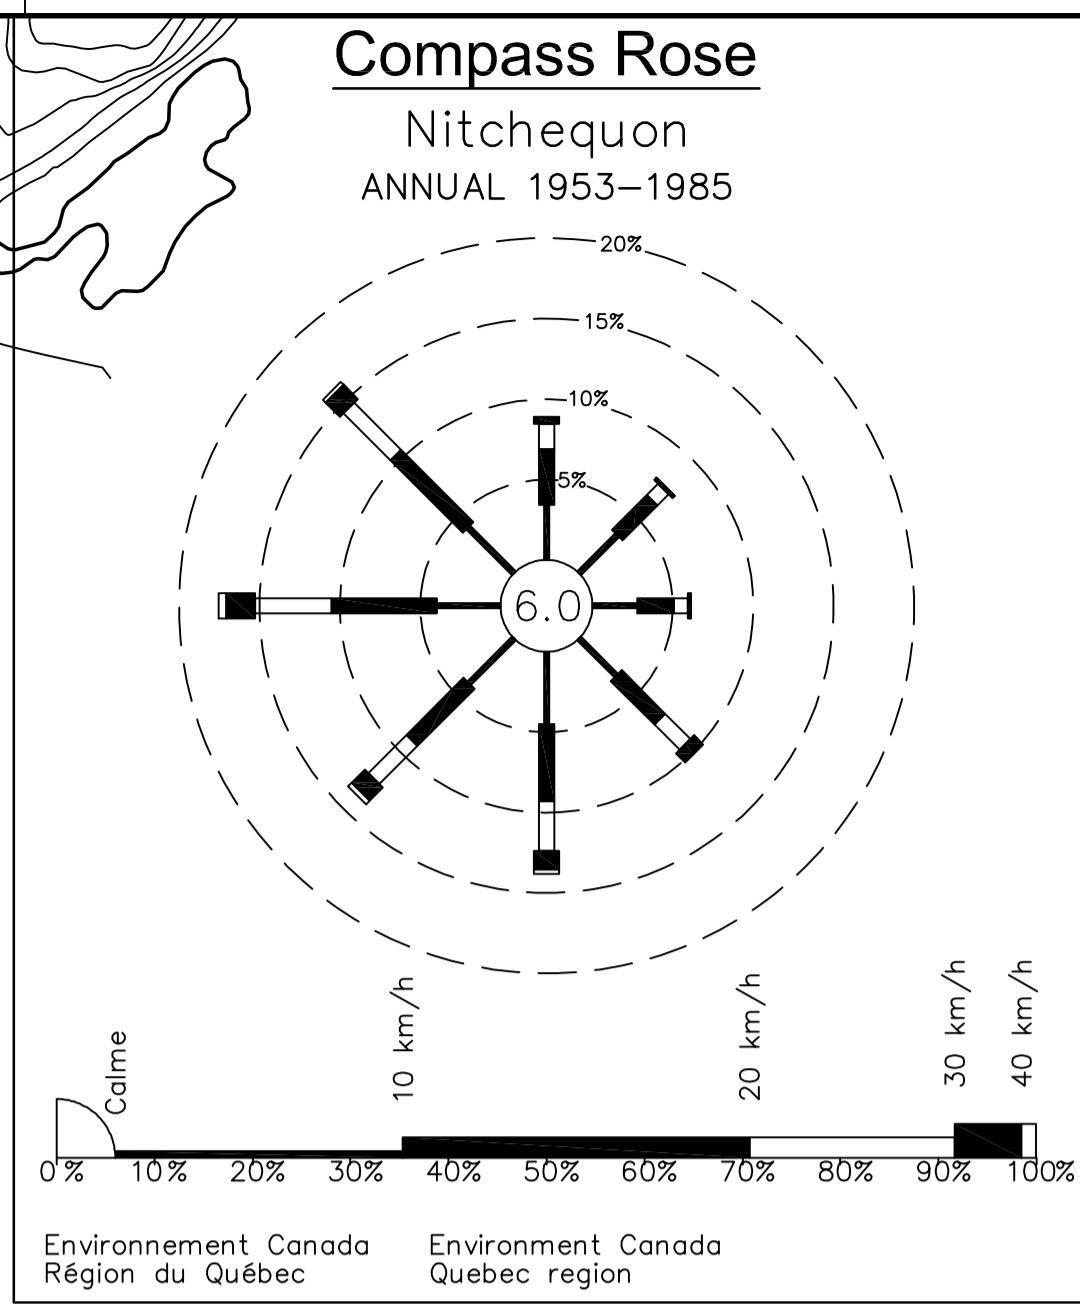 Compass Rose
Nitchequon
ANNUAL 1953-1985
20%
15%
10%
5%
6.0
Calme
10 km/h
20 km/h
30 km/h
40 km/h
0% 10% 20% 30% 40% 50% 60% 70% 80% 90% 100%
Environnement Canada
Région du Québec
Environment Canada
Quebec region